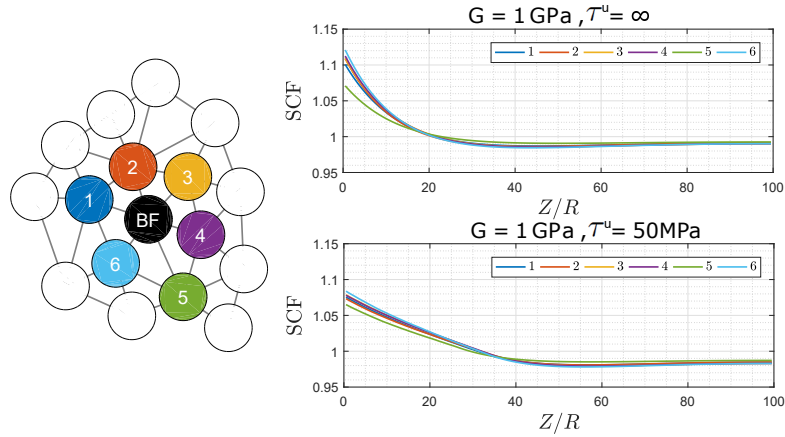 G = 1 GPa , τᵘ = ∞
1.15
1.1
1.05
1
0.95
SCF
1 2 3 4 5 6
0 20 40 60 80 100
Z/R
2
3
1
BF
4
6
5
G = 1 GPa , τᵘ = 50MPa
1.15
1.1
1.05
1
0.95
SCF
1 2 3 4 5 6
0 20 40 60 80 100
Z/R